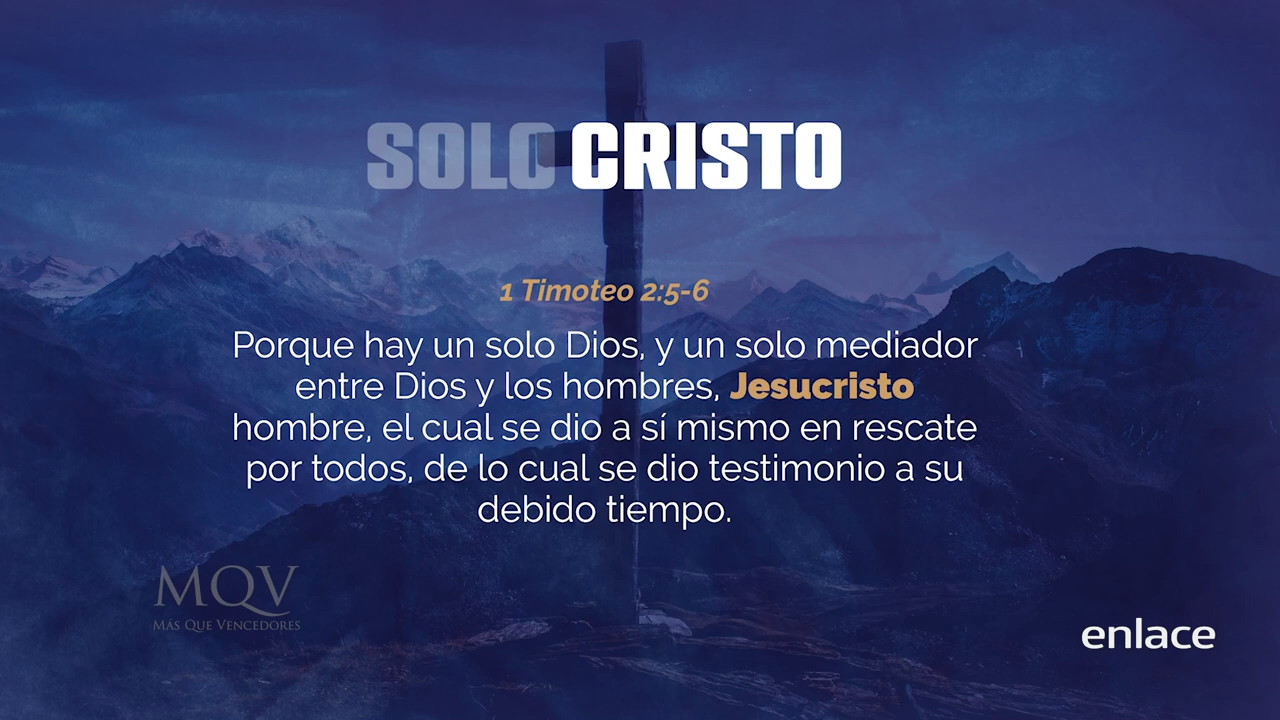 SOLO CRISTO
1 Timoteo 2:5-6
Porque hay un solo Dios, y un solo mediador
entre Dios y los hombres, Jesucristo
hombre, el cual se dio a sí mismo en rescate
por todos, de lo cual se dio testimonio a su
debido tiempo.
MQV
MÁS QUE VENCEDORES
enlace